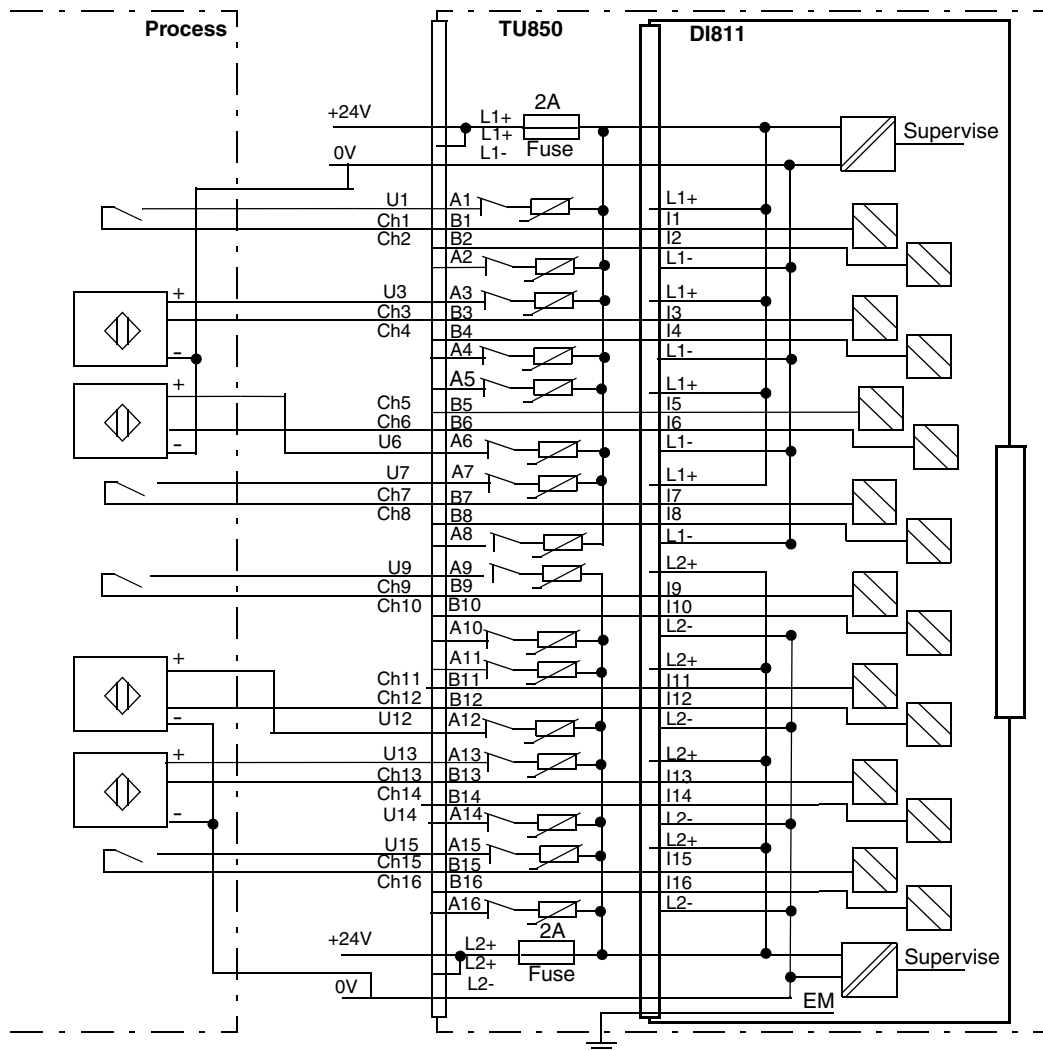 Process TU850 DI811
2A
+24V L1+
L1+ Supervise
0V L1- Fuse
U1 A1 L1+
Ch1 B1 I1
Ch2 B2 I2
A2 L1-
+ U3 A3 L1+
Ch3 B3 I3
Ch4 B4 I4
- A4 L1-
+ A5 L1+
Ch5 B5 I5
Ch6 B6 I6
- U6 A6 L1-
U7 A7 L1+
Ch7 B7 I7
Ch8 B8 I8
A8 L1-
U9 A9 L2+
Ch9 B9 I9
Ch10 B10 I10
A10 L2-
+ A11 L2+
Ch11 B11 I11
Ch12 B12 I12
- U12 A12 L2-
+ U13 A13 L2+
Ch13 B13 I13
Ch14 B14 I14
- U14 A14 L2-
U15 A15 L2+
Ch15 B15 I15
Ch16 B16 I16
A16 L2-
2A
+24V L2+
L2+ Supervise
0V L2- Fuse
EM